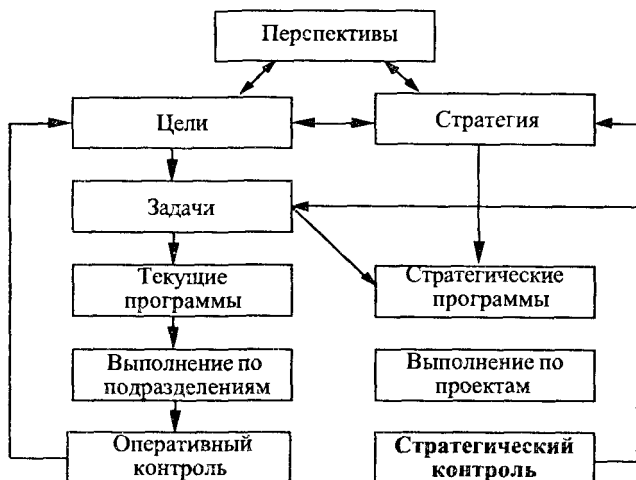 Перспективы
Цели
Стратегия
Задачи
Текущие
программы
Стратегические
программы
Выполнение по
подразделениям
Выполнение по
проектам
Оперативный
контроль
Стратегический
контроль